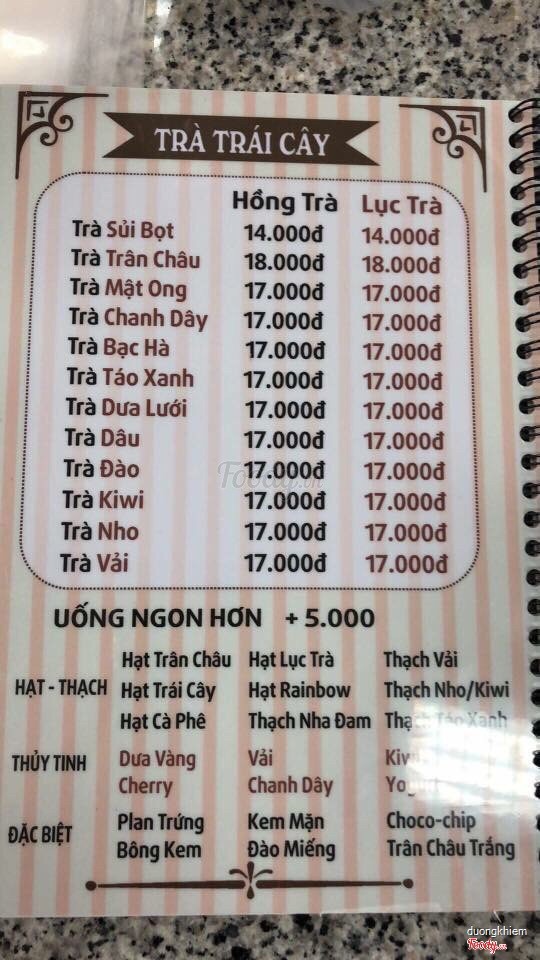 TRÀ TRÁI CÂY
Hồng Trà Lục Trà
Trà Sủi Bọt 14.000đ 14.000đ
Trà Trân Châu 18.000đ 18.000đ
Trà Mật Ong 17.000đ 17.000đ
Trà Chanh Dây 17.000đ 17.000đ
Trà Bạc Hà 17.000đ 17.000đ
Trà Táo Xanh 17.000đ 17.000đ
Trà Dưa Lưới 17.000đ 17.000đ
Trà Dâu 17.000đ 17.000đ
Trà Đào 17.000đ 17.000đ
Trà Kiwi 17.000đ 17.000đ
Trà Nho 17.000đ 17.000đ
Trà Vải 17.000đ 17.000đ
Foody.vn
UỐNG NGON HƠN + 5.000
Hạt Trân Châu Hạt Lục Trà Thạch Vải
HẠT - THẠCH Hạt Trái Cây Hạt Rainbow Thạch Nho/Kiwi
Hạt Cà Phê Thạch Nha Đam Thạch Táo Xanh
THỦY TINH Dưa Vàng Vải Kiwi
Cherry Chanh Dây Yogurt
ĐẶC BIỆT Plan Trứng Kem Mặn Choco-chip
Bông Kem Đào Miếng Trân Châu Trắng
duongkhiem
Foody.vn